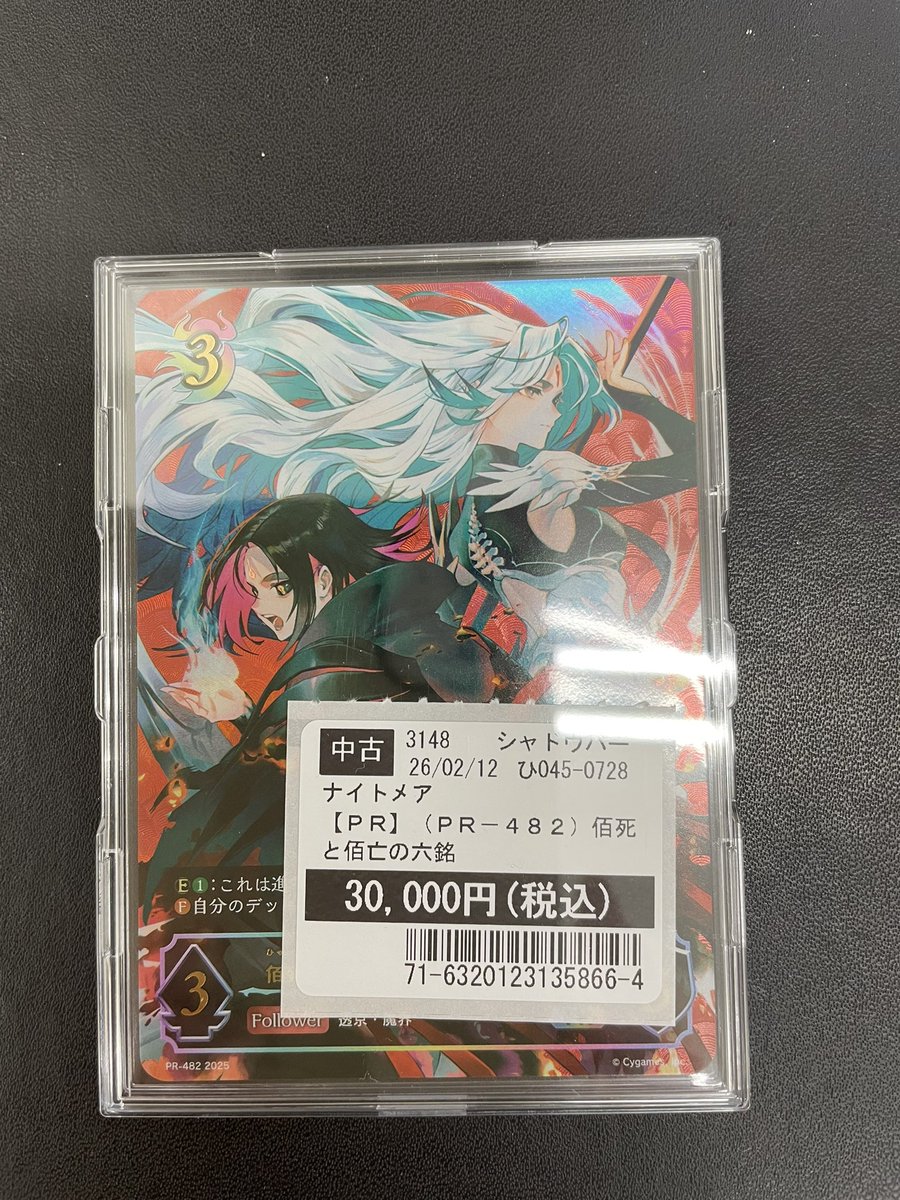 3
中古 3148 シャドウバー
26/02/12 ひ045-0728
ナイトメア
【PR】(PR-482)佰死
と佰亡の六銘
30,000円(税込)
71-6320123135866-4
E1:これは進
F自分のデッ
3
Follower
PR-482 2025
© Cygames, Inc.